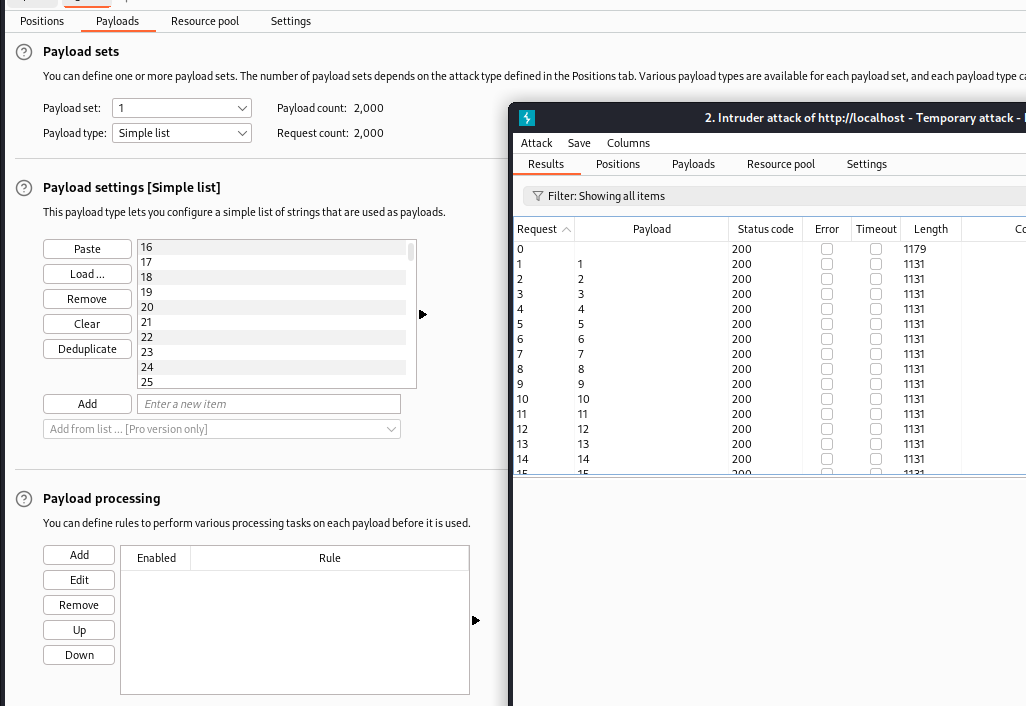 Positions Payloads Resource pool Settings
Payload sets
You can define one or more payload sets. The number of payload sets depends on the attack type defined in the Positions tab. Various payload types are available for each payload set, and each payload type ca
Payload set: 1 Payload count: 2,000
Payload type: Simple list Request count: 2,000
Payload settings [Simple list]
This payload type lets you configure a simple list of strings that are used as payloads.
Paste
Load ...
Remove
Clear
Deduplicate
16
17
18
19
20
21
22
23
24
25
Add Enter a new item
Add from list ... [Pro version only]
Payload processing
You can define rules to perform various processing tasks on each payload before it is used.
Add
Edit
Remove
Up
Down
Enabled Rule
2. Intruder attack of http://localhost - Temporary attack -
Attack Save Columns
Results Positions Payloads Resource pool Settings
Filter: Showing all items
Request Payload Status code Error Timeout Length Co
0 200 1179
1 1 200 1131
2 2 200 1131
3 3 200 1131
4 4 200 1131
5 5 200 1131
6 6 200 1131
7 7 200 1131
8 8 200 1131
9 9 200 1131
10 10 200 1131
11 11 200 1131
12 12 200 1131
13 13 200 1131
14 14 200 1131
15 15 200 1131